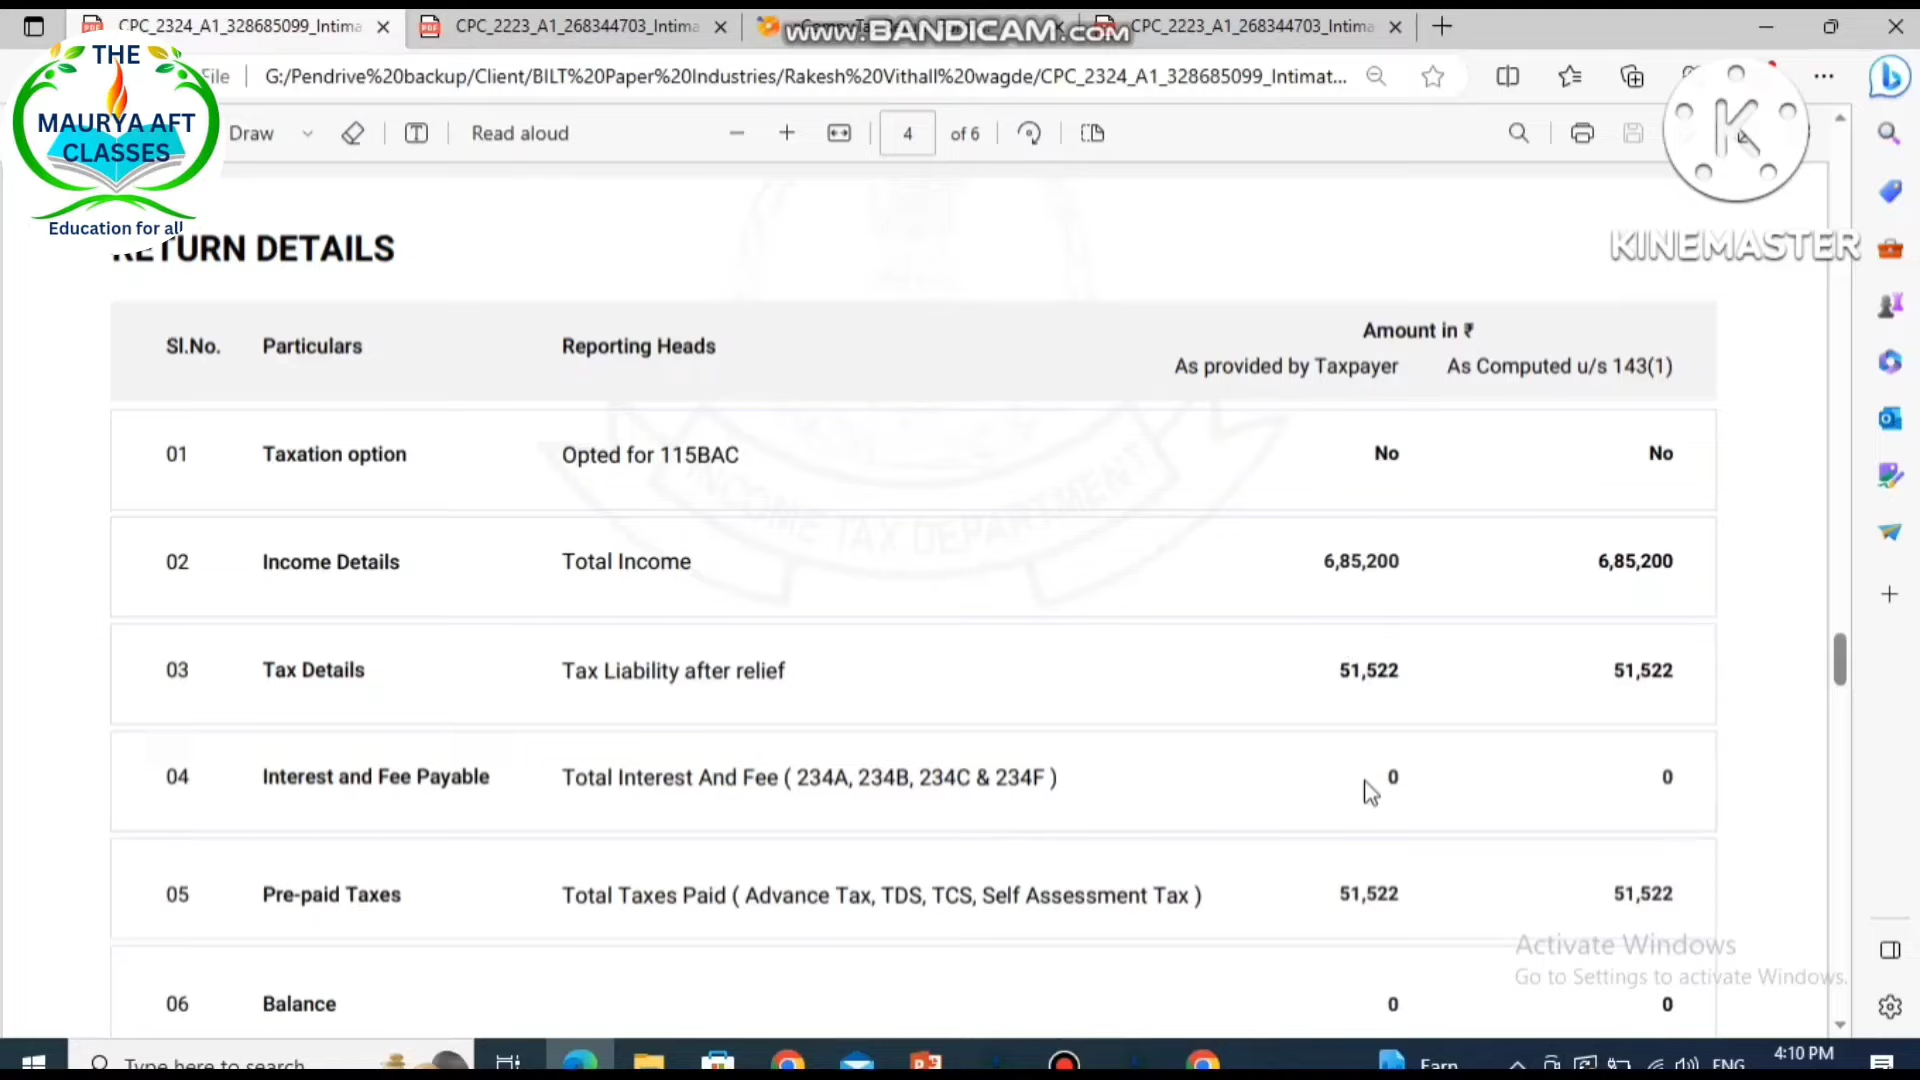 CPC_2324_A1_328685099_Intima
CPC_2223_A1_268344703_Intima
CPC_2223_A1_268344703_Intima
www.BANDICAM.com
File
G:/Pendrive%20backup/Client/BILT%20Paper%20Industries/Rakesh%20Vithall%20wagde/CPC_2324_A1_328685099_Intimat...
THE
MAURYA AFT
CLASSES
Education for all
Draw
Read aloud
4 of 6
K
KINEMASTER
RETURN DETAILS
Sl.No. Particulars Reporting Heads Amount in ₹
As provided by Taxpayer As Computed u/s 143(1)
01 Taxation option Opted for 115BAC No No
02 Income Details Total Income 6,85,200 6,85,200
03 Tax Details Tax Liability after relief 51,522 51,522
04 Interest and Fee Payable Total Interest And Fee ( 234A, 234B, 234C & 234F ) 0 0
05 Pre-paid Taxes Total Taxes Paid ( Advance Tax, TDS, TCS, Self Assessment Tax ) 51,522 51,522
06 Balance 0 0
INCOME TAX DEPARTMENT
Activate Windows
Go to Settings to activate Windows.
Type here to search
Earn
ENG
4:10 PM